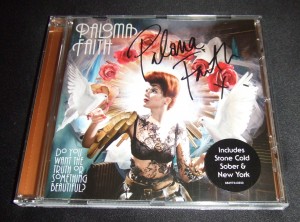 PALOMA
FAITH
Paloma
Faith
X
DO YOU
WANT THE
TRUTH OR
SOMETHING
BEAUTIFUL?
Includes
Stone Cold
Sober &
New York